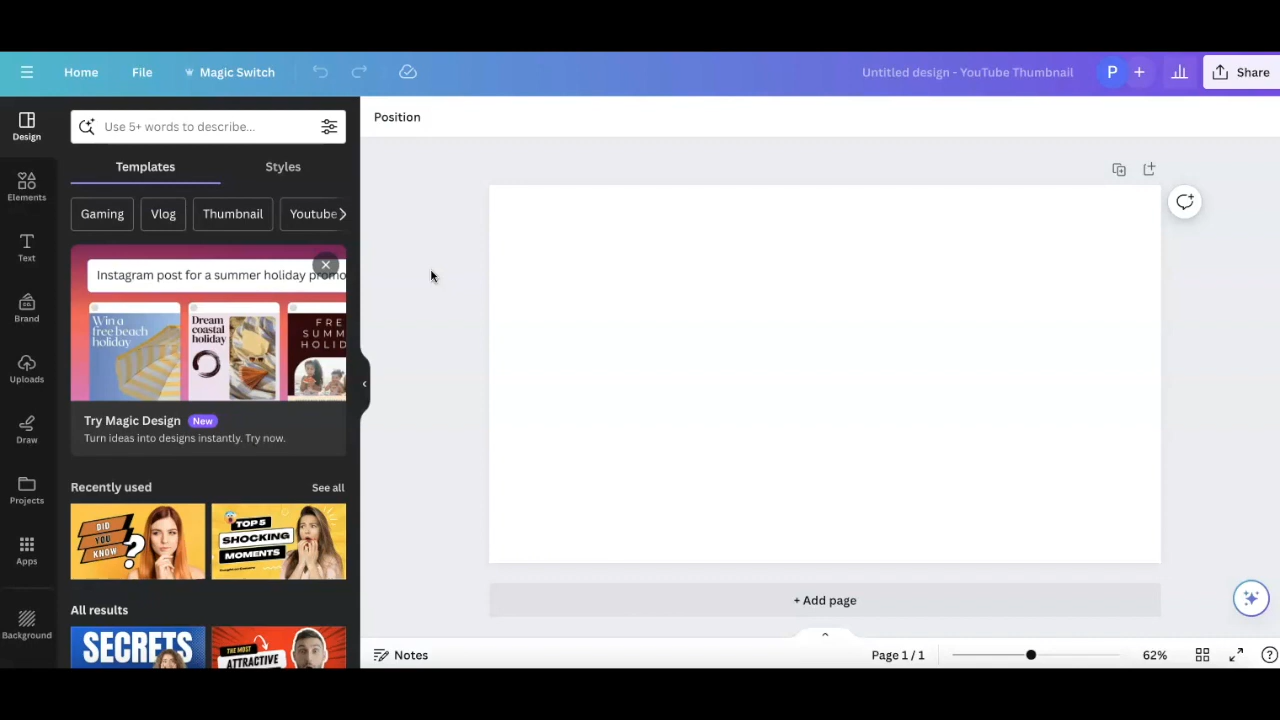 Home
File
Magic Switch
Untitled design - YouTube Thumbnail
P
+
Share
Design
Elements
Text
Brand
Uploads
Draw
Projects
Apps
Background
Use 5+ words to describe...
Templates
Styles
Gaming
Vlog
Thumbnail
Youtube
Instagram post for a summer holiday promo
Win a
free beach
holiday
Dream
coastal
holiday
FRE
SUMM
HOLID
Try Magic Design
New
Turn ideas into designs instantly. Try now.
Recently used
See all
DID
YOU
KNOW
?
TOP 5
SHOCKING
MOMENTS
All results
SECRETS
THE MOST
ATTRACTIVE
Position
+ Add page
Notes
Page 1 / 1
62%
?